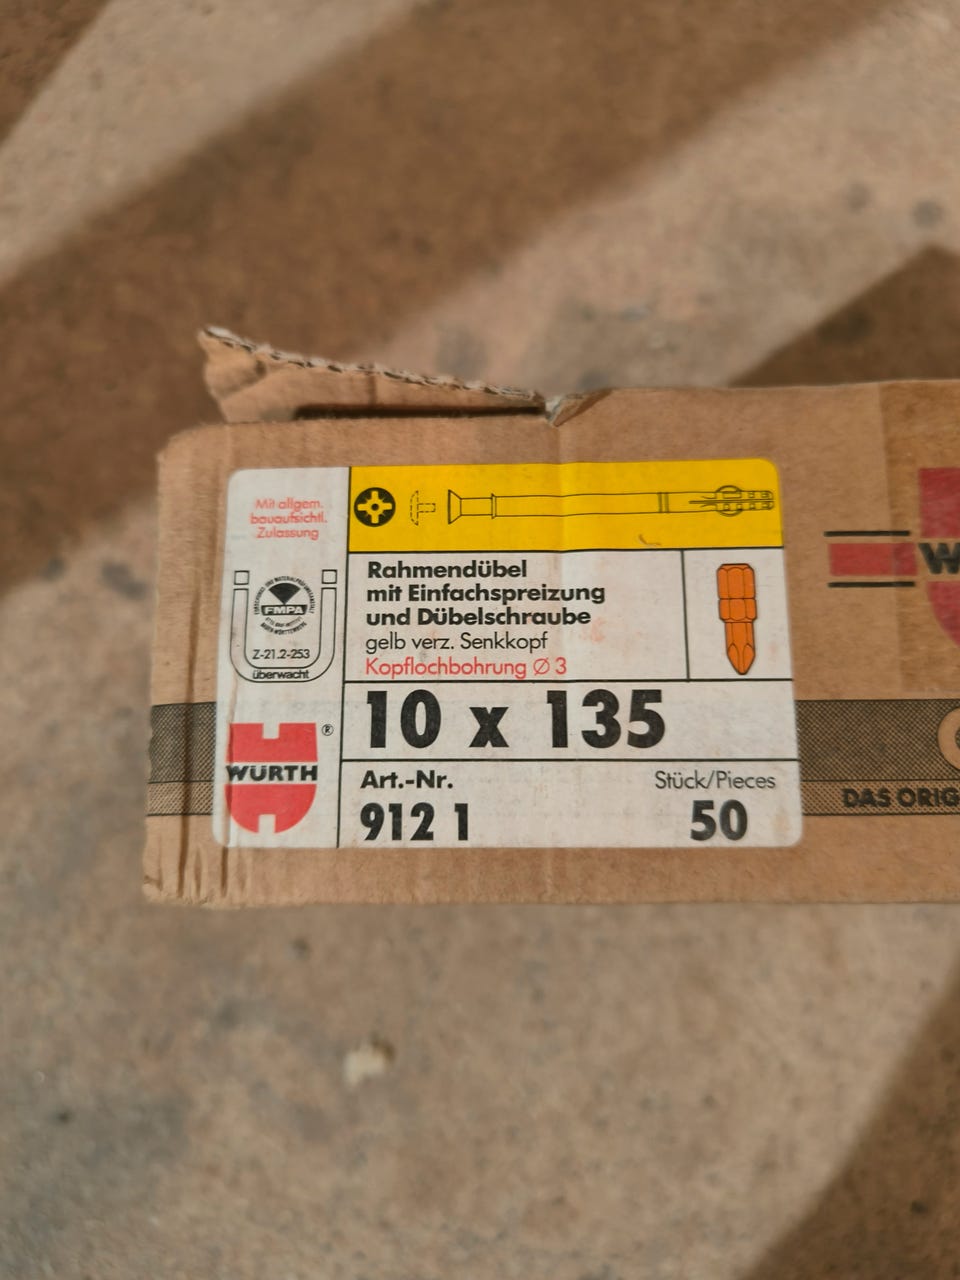 Mit allgem.
bauaufsichtl.
Zulassung
FMPA
Z-21.2-253
überwacht
WÜRTH®
Rahmendübel
mit Einfachspreizung
und Dübelschraube
gelb verz. Senkkopf
Kopflochbohrung Ø 3
10 x 135
Art.-Nr.
912 1
Stück/Pieces
50
W
DAS ORIG